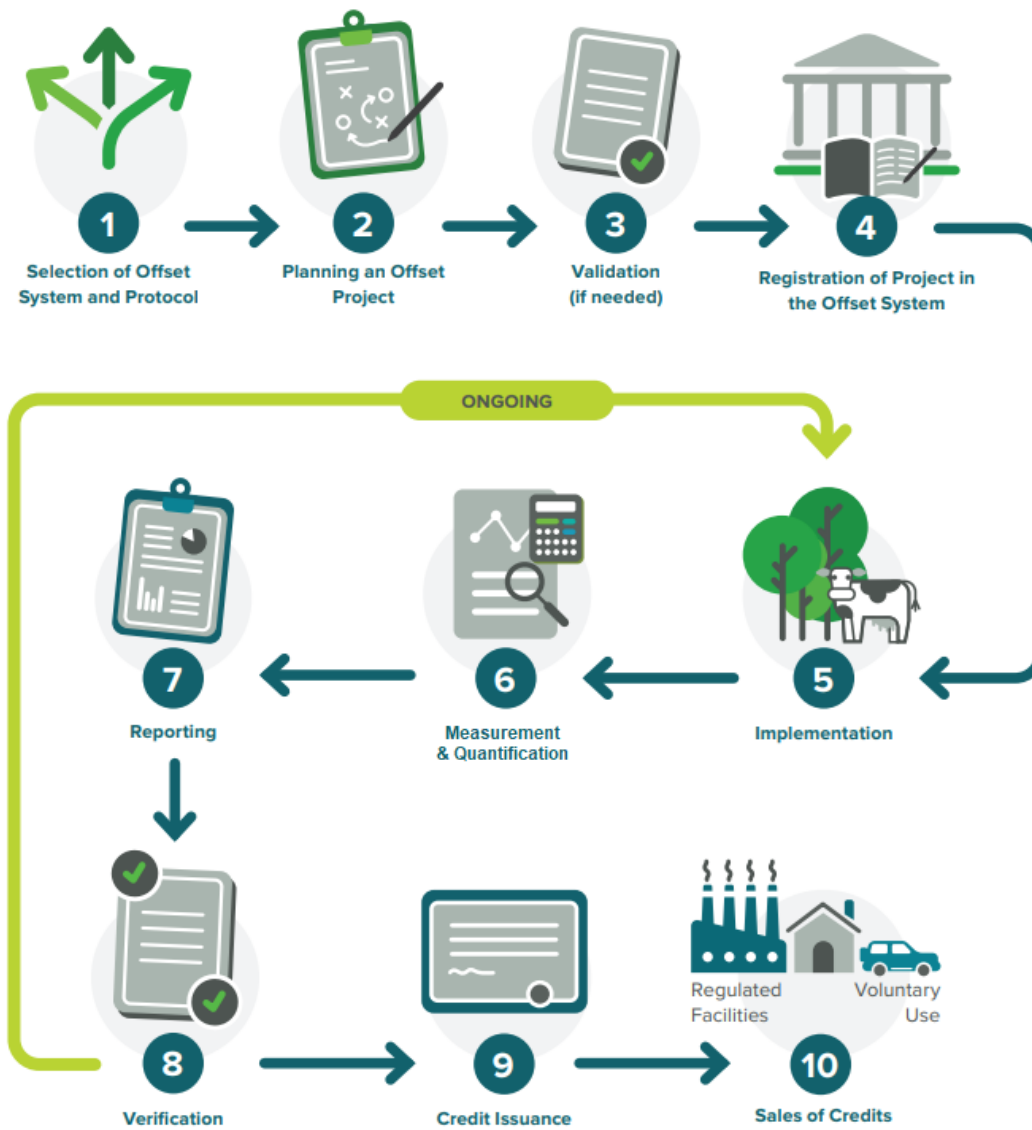 1
Selection of Offset
System and Protocol
2
Planning an Offset
Project
3
Validation
(if needed)
4
Registration of Project in
the Offset System
ONGOING
5
Implementation
6
Measurement
& Quantification
7
Reporting
8
Verification
9
Credit Issuance
Regulated
Facilities
Voluntary
Use
10
Sales of Credits